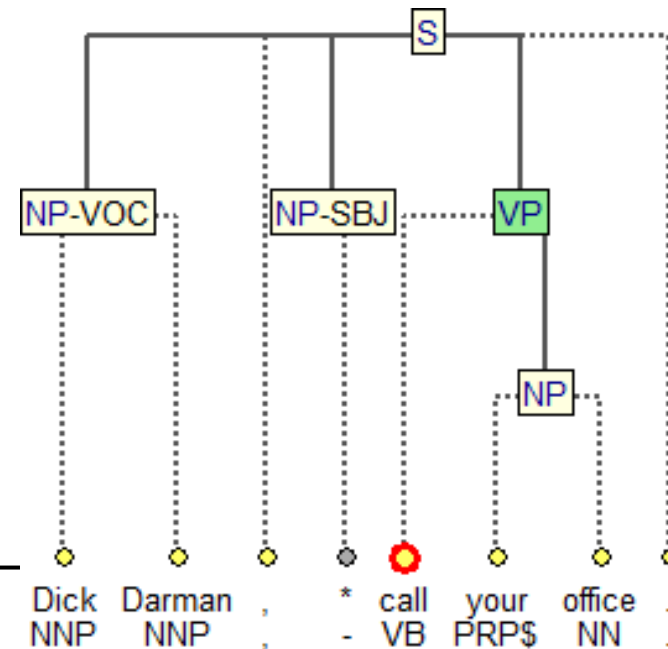 S
NP-VOC NP-SBJ VP
NP
Dick Darman , * call your office .
NNP NNP , - VB PRP$ NN .